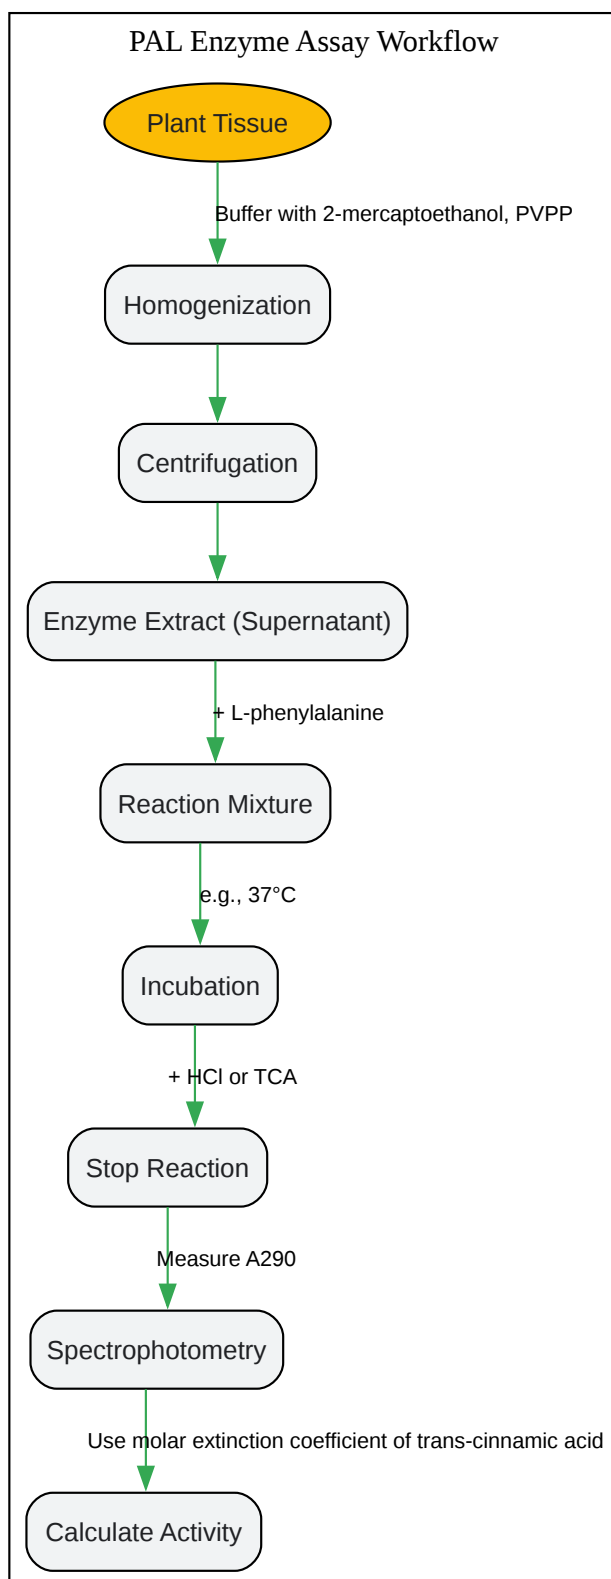 PAL Enzyme Assay Workflow
Plant Tissue
Buffer with 2-mercaptoethanol, PVPP
Homogenization
Centrifugation
Enzyme Extract (Supernatant)
+ L-phenylalanine
Reaction Mixture
e.g., 37°C
Incubation
+ HCl or TCA
Stop Reaction
Measure A290
Spectrophotometry
Use molar extinction coefficient of trans-cinnamic acid
Calculate Activity